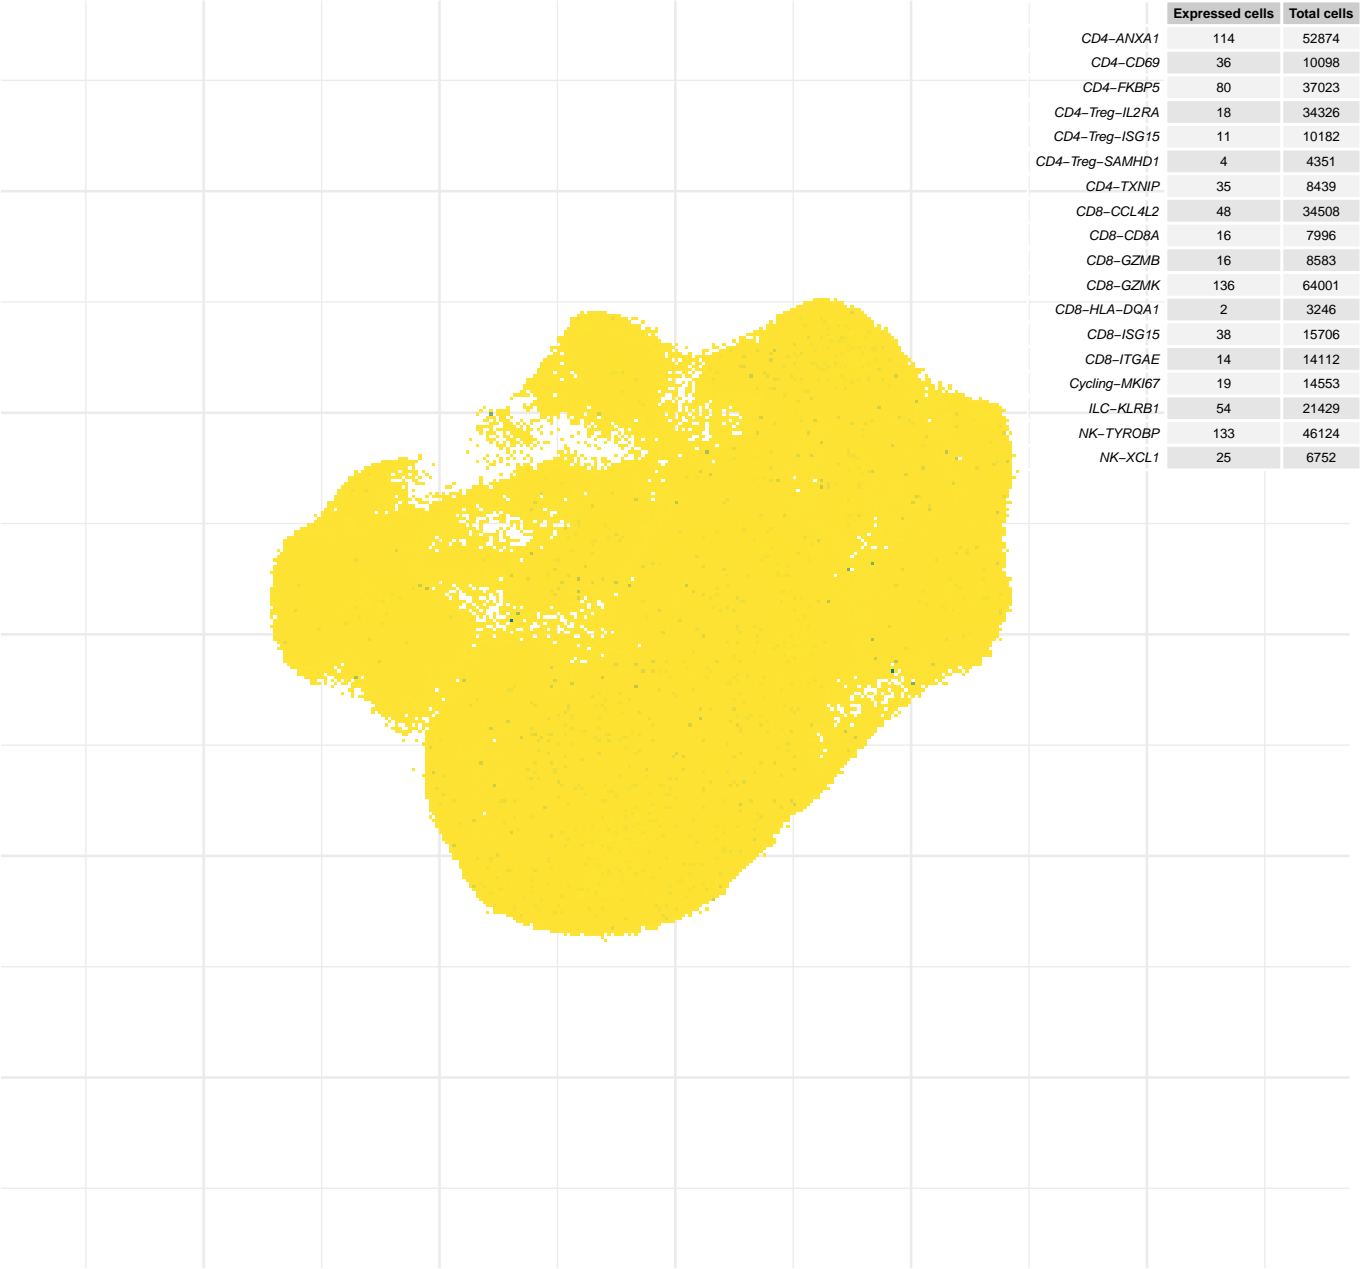 Expressed cells Total cells
CD4−ANXA1 114 52874
CD4−CD69 36 10098
CD4−FKBP5 80 37023
CD4−Treg−IL2RA 18 34326
CD4−Treg−ISG15 11 10182
CD4−Treg−SAMHD1 4 4351
CD4−TXNIP 35 8439
CD8−CCL4L2 48 34508
CD8−CD8A 16 7996
CD8−GZMB 16 8583
CD8−GZMK 136 64001
CD8−HLA−DQA1 2 3246
CD8−ISG15 38 15706
CD8−ITGAE 14 14112
Cycling−MKI67 19 14553
ILC−KLRB1 54 21429
NK−TYROBP 133 46124
NK−XCL1 25 6752